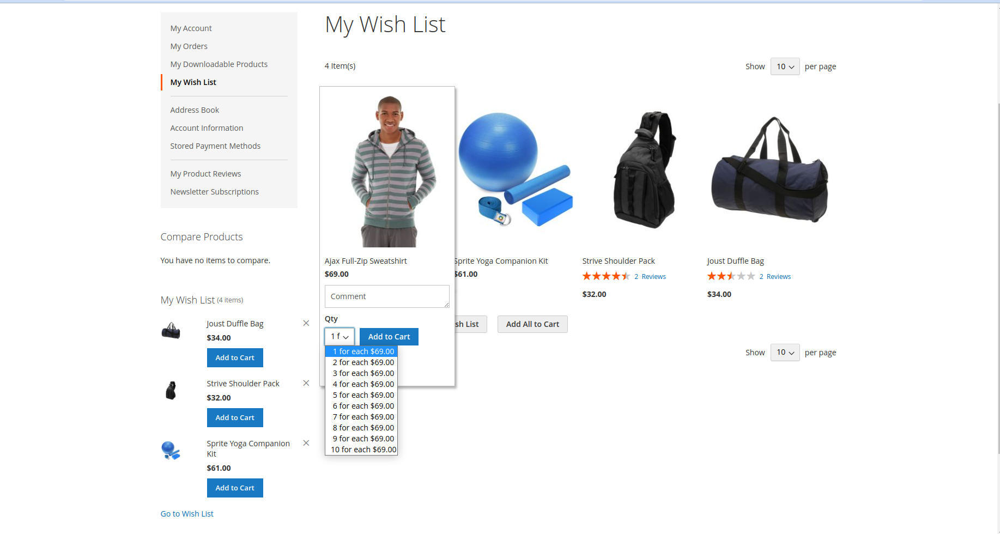 My Account
My Orders
My Downloadable Products
My Wish List
Address Book
Account Information
Stored Payment Methods
My Product Reviews
Newsletter Subscriptions
Compare Products
You have no items to compare.
My Wish List (4 items)
Joust Duffle Bag
$34.00
Add to Cart
Strive Shoulder Pack
$32.00
Add to Cart
Sprite Yoga Companion
Kit
$61.00
Add to Cart
Go to Wish List
My Wish List
4 Item(s)
Show 10 per page
Ajax Full-Zip Sweatshirt
$69.00
Comment
Qty
1 f
Add to Cart
1 for each $69.00
2 for each $69.00
3 for each $69.00
4 for each $69.00
5 for each $69.00
6 for each $69.00
7 for each $69.00
8 for each $69.00
9 for each $69.00
10 for each $69.00
Sprite Yoga Companion Kit
$61.00
Strive Shoulder Pack
2 Reviews
$32.00
Joust Duffle Bag
2 Reviews
$34.00
sh List
Add All to Cart
Show 10 per page